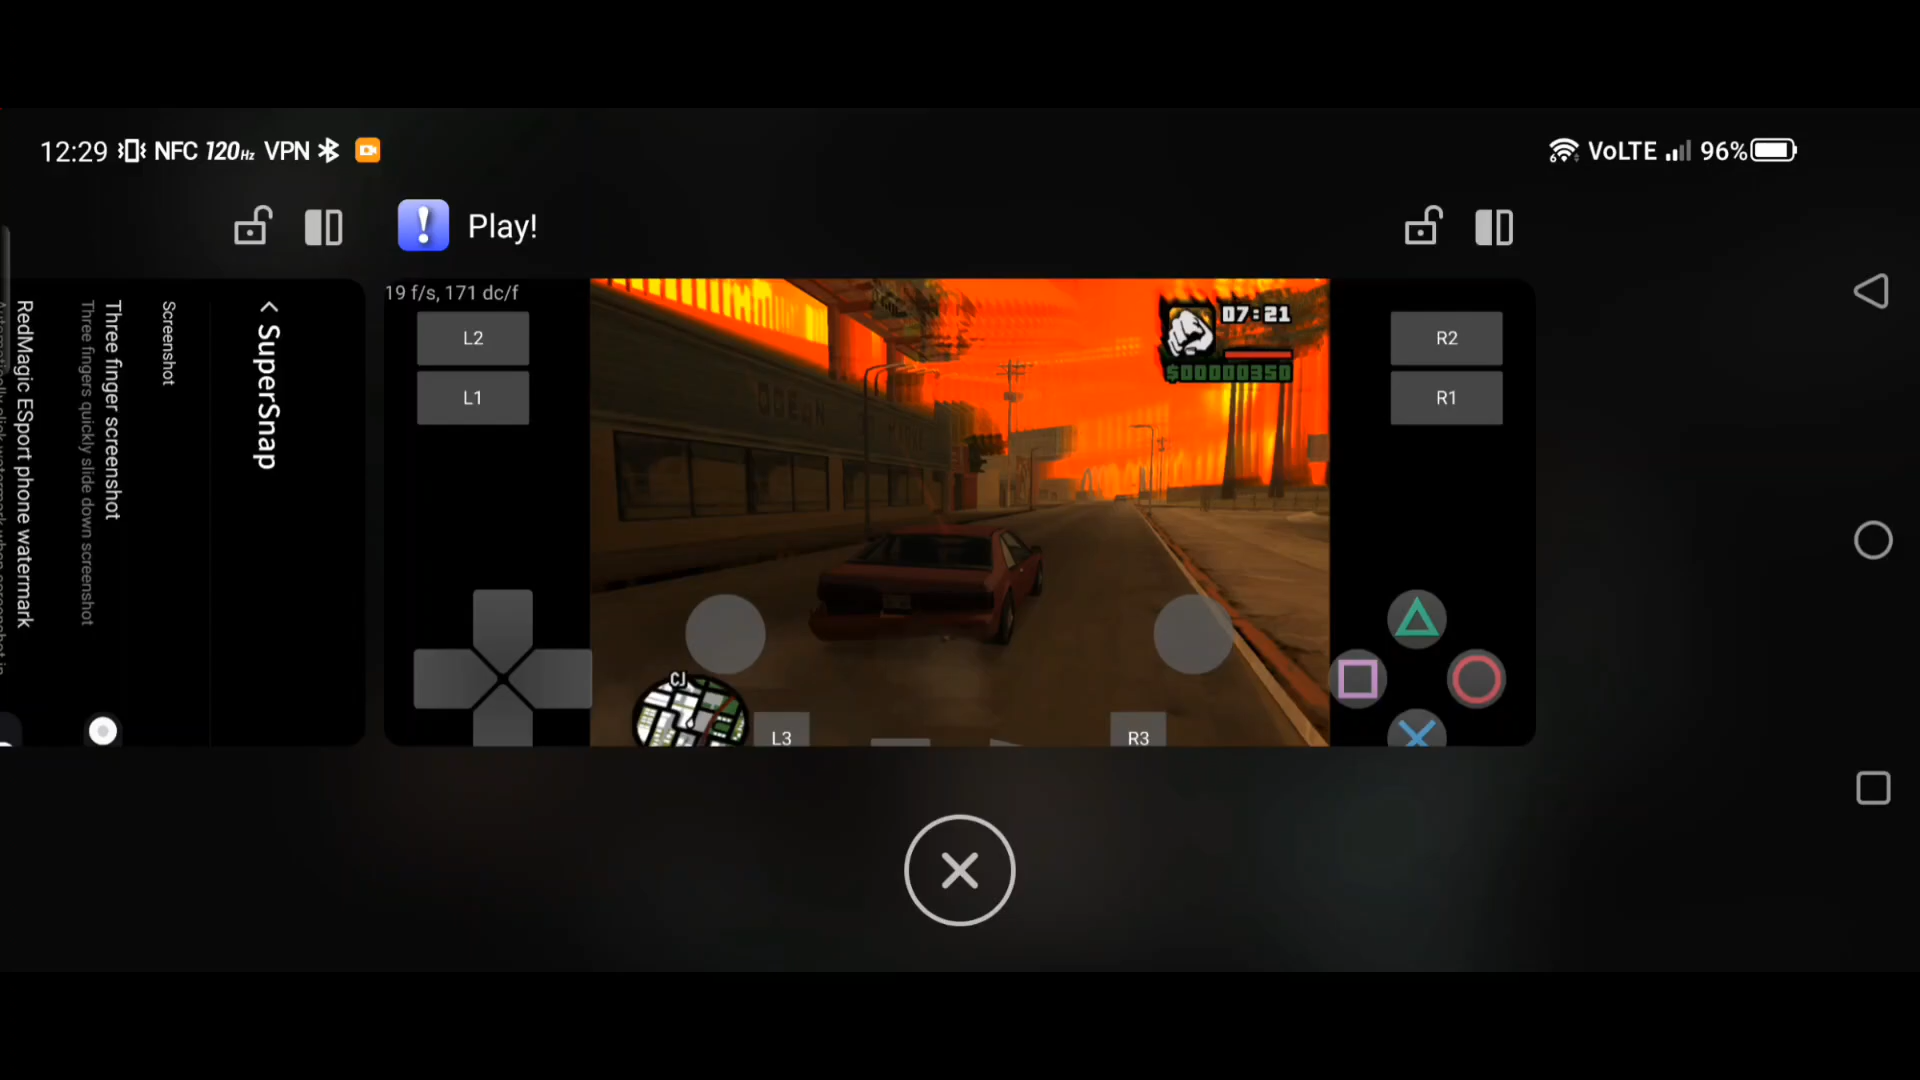 12:29 NFC 120Hz VPN
VoLTE 96%
Play!
19 f/s, 171 dc/f
L2
L1
R2
R1
07:21
$00000350
OCEAN
CJ
L3
R3
SuperSnap
Screenshot
Three finger screenshot
Three fingers quickly slide down screenshot
RedMagic ESport phone watermark